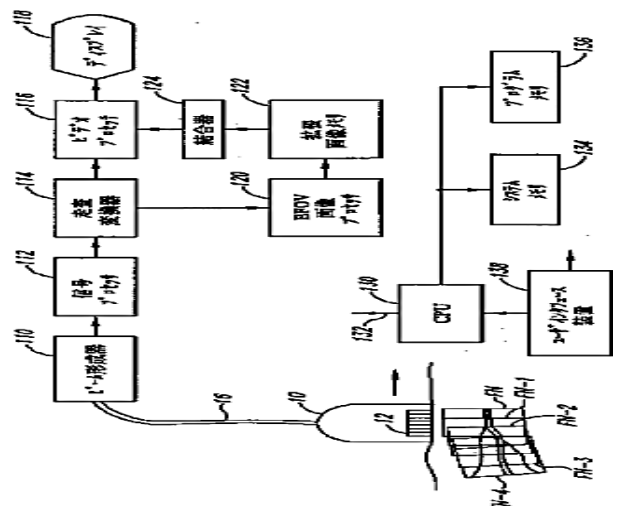 110
ビーム形成器
112
信号
プロセッサ
114
走査
変換器
116
ビデオ
プロセッサ
118
ディスプレイ
124
結合器
120
EFOV
画像
プロセッサ
122
拡張
画像メモリ
16
10
12
130
132
CPU
134
システム
メモリ
136
プログラム
メモリ
138
ユーザインタフェース
装置
FN
FN-1
FN-2
FN-3
N-4